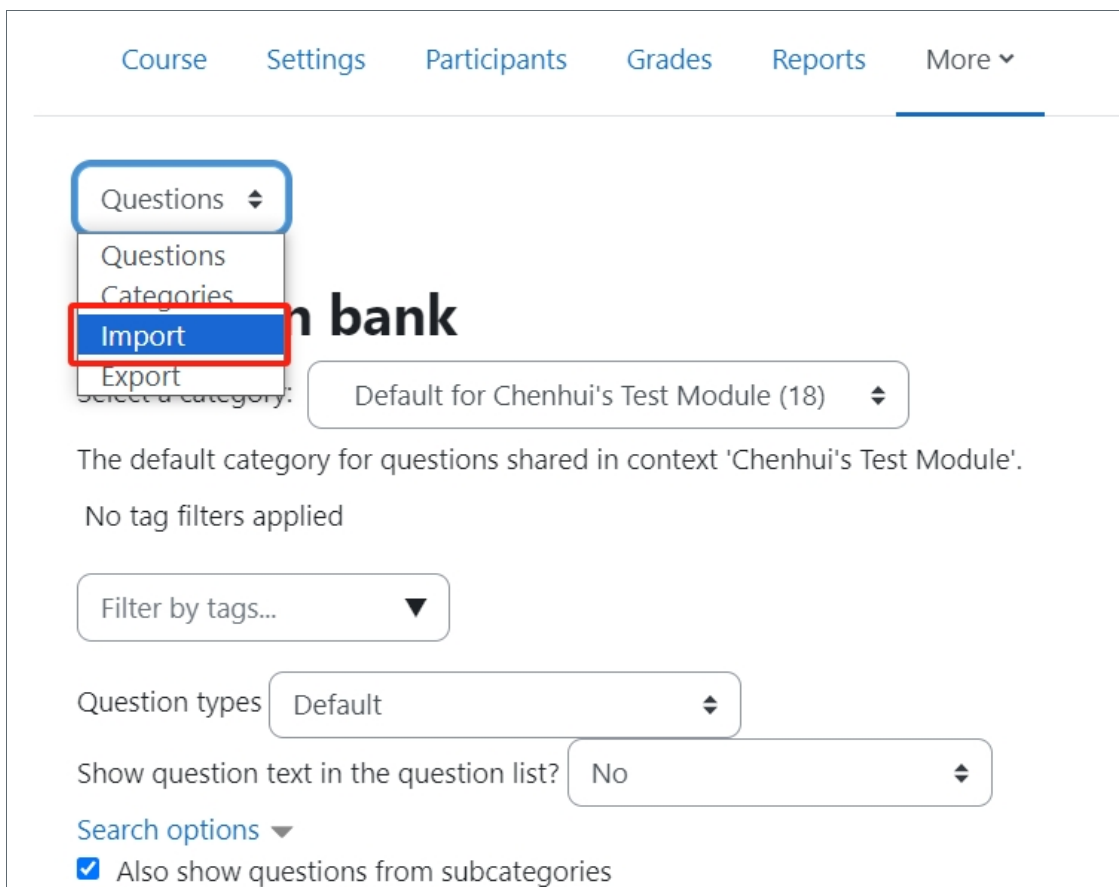 Course Settings Participants Grades Reports More
Questions
Questions
Categories
Import
Export
n bank
Select a category: Default for Chenhui's Test Module (18)
The default category for questions shared in context 'Chenhui's Test Module'.
No tag filters applied
Filter by tags...
Question types Default
Show question text in the question list? No
Search options
Also show questions from subcategories